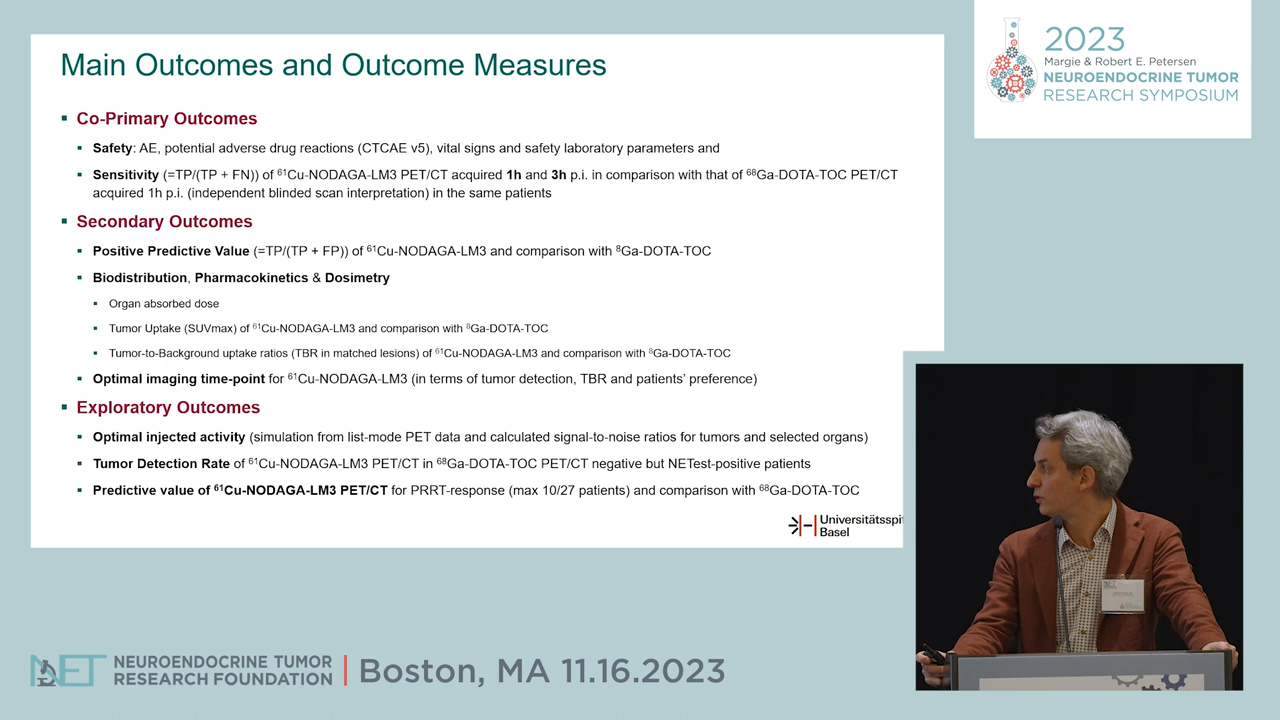 Main Outcomes and Outcome Measures
▪ Co-Primary Outcomes
▪ Safety: AE, potential adverse drug reactions (CTCAE v5), vital signs and safety laboratory parameters and
▪ Sensitivity (=TP/(TP + FN)) of ⁶¹Cu-NODAGA-LM3 PET/CT acquired 1h and 3h p.i. in comparison with that of ⁶⁸Ga-DOTA-TOC PET/CT
acquired 1h p.i. (independent blinded scan interpretation) in the same patients
▪ Secondary Outcomes
▪ Positive Predictive Value (=TP/(TP + FP)) of ⁶¹Cu-NODAGA-LM3 and comparison with ⁸Ga-DOTA-TOC
▪ Biodistribution, Pharmacokinetics & Dosimetry
▪ Organ absorbed dose
▪ Tumor Uptake (SUVmax) of ⁶¹Cu-NODAGA-LM3 and comparison with ⁸Ga-DOTA-TOC
▪ Tumor-to-Background uptake ratios (TBR in matched lesions) of ⁶¹Cu-NODAGA-LM3 and comparison with ⁸Ga-DOTA-TOC
▪ Optimal imaging time-point for ⁶¹Cu-NODAGA-LM3 (in terms of tumor detection, TBR and patients' preference)
▪ Exploratory Outcomes
▪ Optimal injected activity (simulation from list-mode PET data and calculated signal-to-noise ratios for tumors and selected organs)
▪ Tumor Detection Rate of ⁶¹Cu-NODAGA-LM3 PET/CT in ⁶⁸Ga-DOTA-TOC PET/CT negative but NETest-positive patients
▪ Predictive value of ⁶¹Cu-NODAGA-LM3 PET/CT for PRRT-response (max 10/27 patients) and comparison with ⁶⁸Ga-DOTA-TOC
Universitätsspi
Basel
2023
Margie & Robert E. Petersen
NEUROENDOCRINE TUMOR
RESEARCH SYMPOSIUM
NET
NEUROENDOCRINE TUMOR
RESEARCH FOUNDATION
Boston, MA 11.16.2023